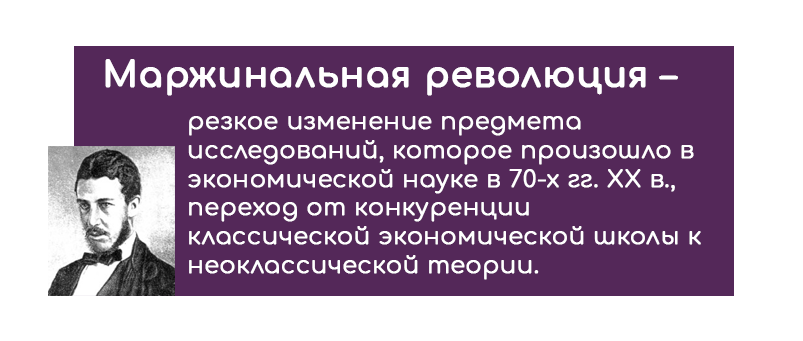 Маржинальная революция –
резкое изменение предмета
исследований, которое произошло в
экономической науке в 70-х гг. XX в.,
переход от конкуренции
классической экономической школы к
неоклассической теории.